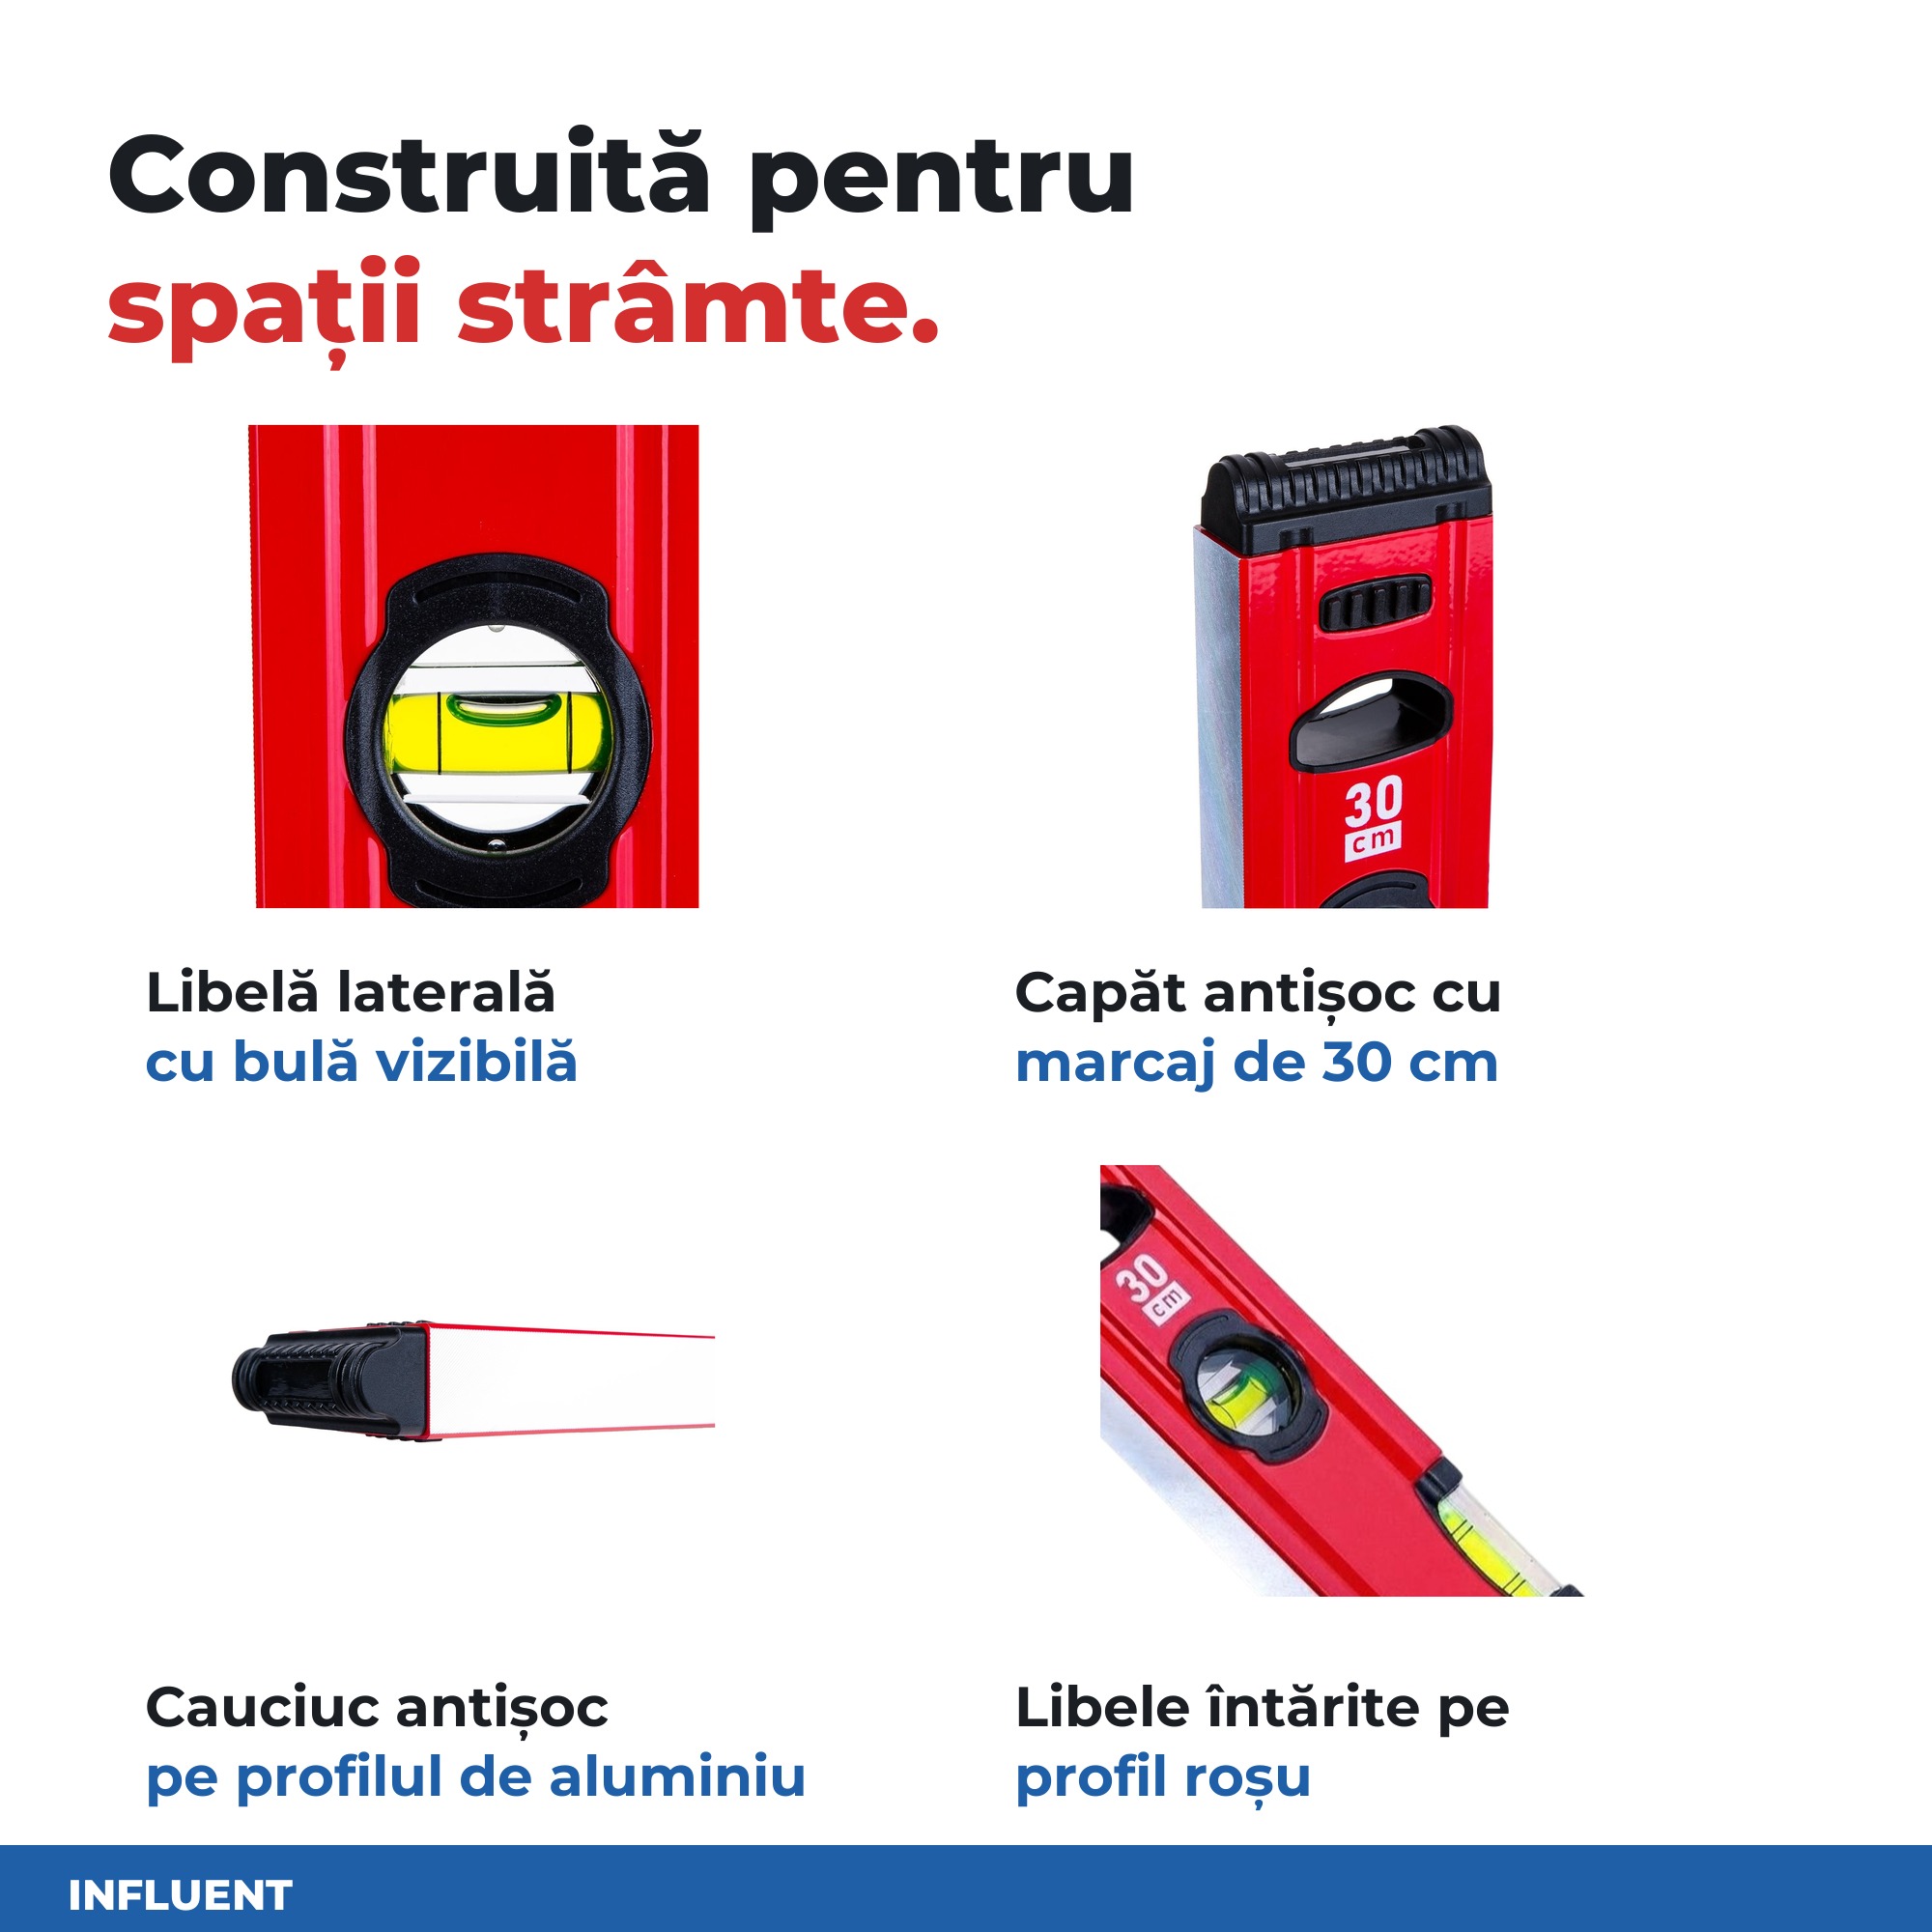 Construită pentru
spații strâmte.
30
cm
Libelă laterală
cu bulă vizibilă
Capăt antișoc cu
marcaj de 30 cm
30
cm
Cauciuc antișoc
pe profilul de aluminiu
Libele întărite pe
profil roșu
INFLUENT